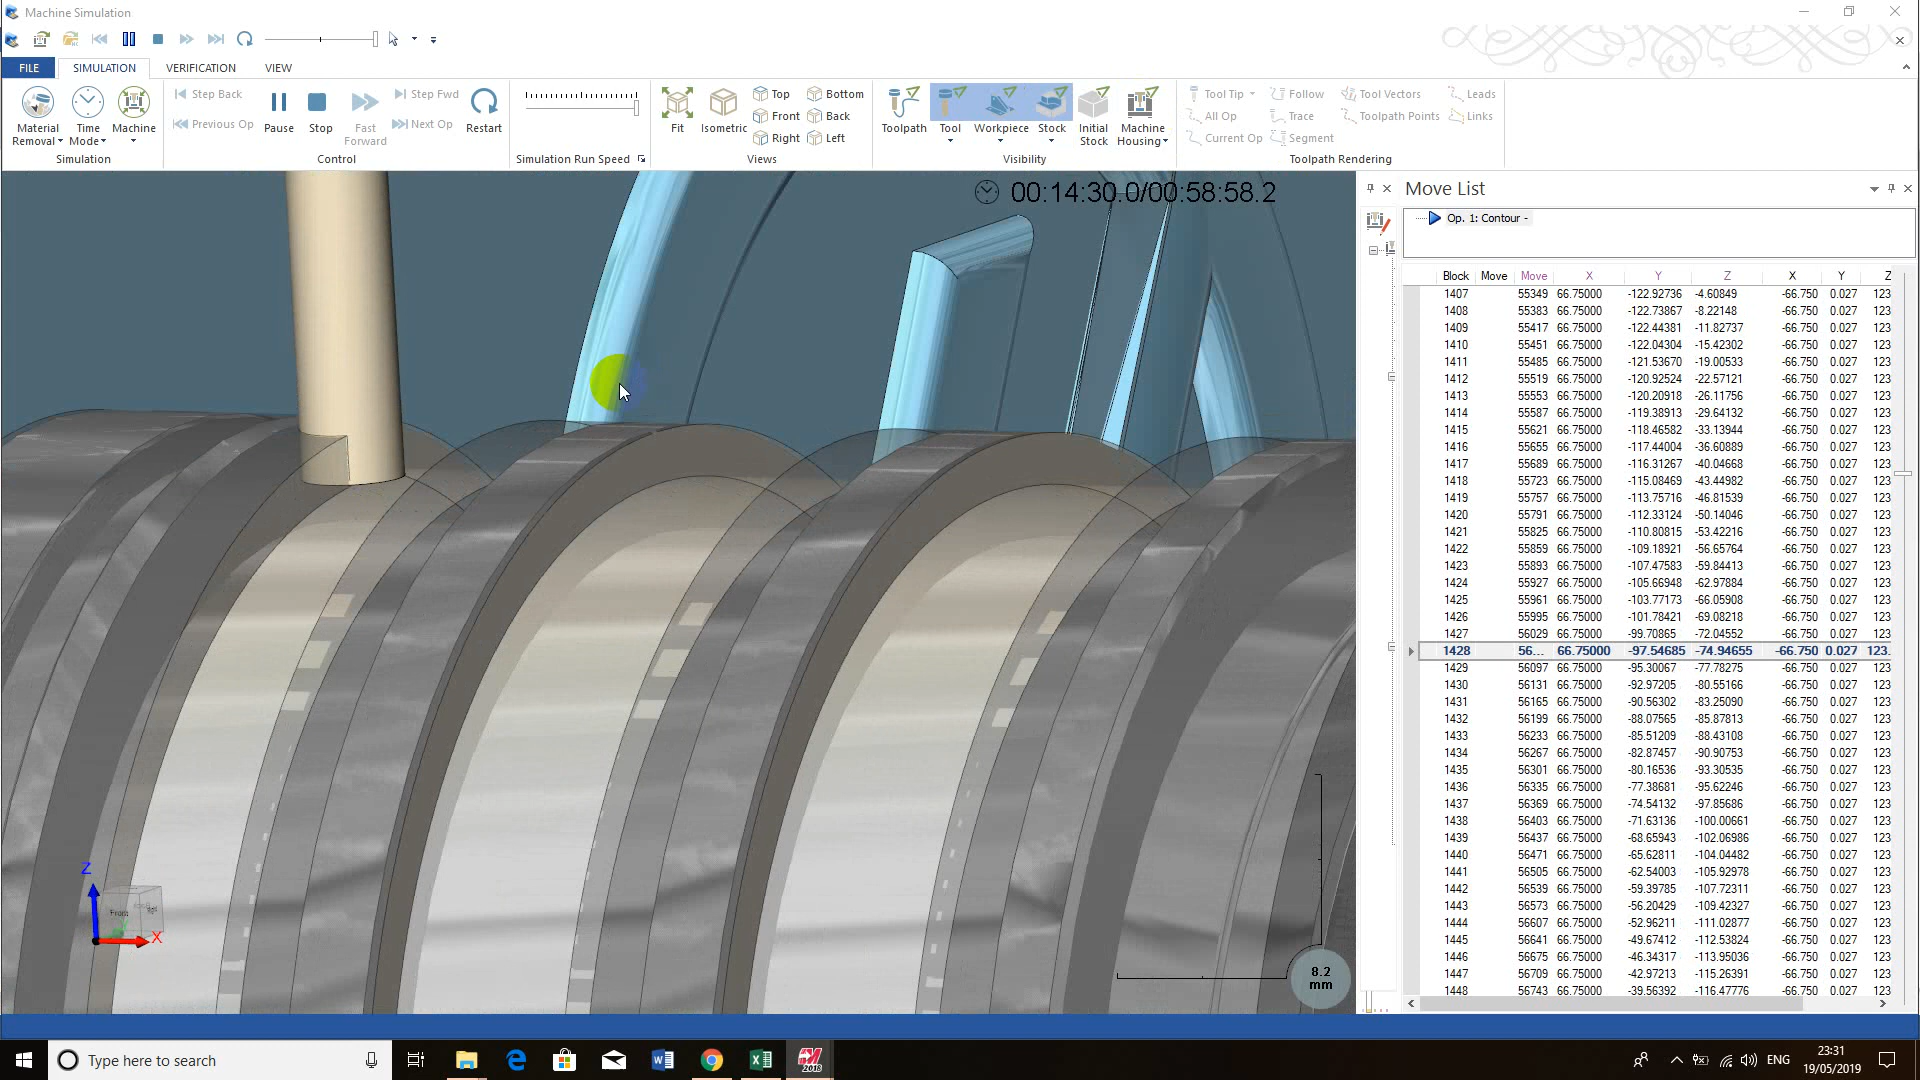 Machine Simulation
FILE SIMULATION VERIFICATION VIEW
Material Removal
Time Mode
Machine
Simulation
Step Back
Previous Op
Pause
Stop
Fast Forward
Step Fwd
Next Op
Restart
Control
Simulation Run Speed
Fit
Isometric
Top
Front
Right
Bottom
Back
Left
Views
Toolpath
Tool
Workpiece
Stock
Initial Stock
Machine Housing
Visibility
Tool Tip
All Op
Current Op
Follow
Trace
Segment
Tool Vectors
Toolpath Points
Leads
Links
Toolpath Rendering
00:14:30.0/00:58:58.2
Move List
Op. 1: Contour -
Block Move Move X Y Z X Y Z
1407 55349 66.75000 -122.92736 -4.60849 -66.750 0.027 123
1408 55383 66.75000 -122.73867 -8.22148 -66.750 0.027 123
1409 55417 66.75000 -122.44381 -11.82737 -66.750 0.027 123
1410 55451 66.75000 -122.04304 -15.42302 -66.750 0.027 123
1411 55485 66.75000 -121.53670 -19.00533 -66.750 0.027 123
1412 55519 66.75000 -120.92524 -22.57121 -66.750 0.027 123
1413 55553 66.75000 -120.20918 -26.11756 -66.750 0.027 123
1414 55587 66.75000 -119.38913 -29.64132 -66.750 0.027 123
1415 55621 66.75000 -118.46582 -33.13944 -66.750 0.027 123
1416 55655 66.75000 -117.44004 -36.60889 -66.750 0.027 123
1417 55689 66.75000 -116.31267 -40.04668 -66.750 0.027 123
1418 55723 66.75000 -115.08469 -43.44982 -66.750 0.027 123
1419 55757 66.75000 -113.75716 -46.81539 -66.750 0.027 123
1420 55791 66.75000 -112.33124 -50.14046 -66.750 0.027 123
1421 55825 66.75000 -110.80815 -53.42216 -66.750 0.027 123
1422 55859 66.75000 -109.18921 -56.65764 -66.750 0.027 123
1423 55893 66.75000 -107.47583 -59.84413 -66.750 0.027 123
1424 55927 66.75000 -105.66948 -62.97884 -66.750 0.027 123
1425 55961 66.75000 -103.77173 -66.05908 -66.750 0.027 123
1426 55995 66.75000 -101.78421 -69.08218 -66.750 0.027 123
1427 56029 66.75000 -99.70865 -72.04552 -66.750 0.027 123
1428 56... 66.75000 -97.54685 -74.94655 -66.750 0.027 123.
1429 56097 66.75000 -95.30067 -77.78275 -66.750 0.027 123
1430 56131 66.75000 -92.97205 -80.55166 -66.750 0.027 123
1431 56165 66.75000 -90.56302 -83.25090 -66.750 0.027 123
1432 56199 66.75000 -88.07565 -85.87813 -66.750 0.027 123
1433 56233 66.75000 -85.51209 -88.43108 -66.750 0.027 123
1434 56267 66.75000 -82.87457 -90.90753 -66.750 0.027 123
1435 56301 66.75000 -80.16536 -93.30535 -66.750 0.027 123
1436 56335 66.75000 -77.38681 -95.62246 -66.750 0.027 123
1437 56369 66.75000 -74.54132 -97.85686 -66.750 0.027 123
1438 56403 66.75000 -71.63136 -100.00661 -66.750 0.027 123
1439 56437 66.75000 -68.65943 -102.06986 -66.750 0.027 123
1440 56471 66.75000 -65.62811 -104.04482 -66.750 0.027 123
1441 56505 66.75000 -62.54003 -105.92978 -66.750 0.027 123
1442 56539 66.75000 -59.39785 -107.72311 -66.750 0.027 123
1443 56573 66.75000 -56.20429 -109.42327 -66.750 0.027 123
1444 56607 66.75000 -52.96211 -111.02877 -66.750 0.027 123
1445 56641 66.75000 -49.67412 -112.53824 -66.750 0.027 123
1446 56675 66.75000 -46.34317 -113.95036 -66.750 0.027 123
1447 56709 66.75000 -42.97213 -115.26391 -66.750 0.027 123
1448 56743 66.75000 -39.56392 -116.47776 -66.750 0.027 123
Z
Front
X
8.2
mm
Type here to search
2018
ENG
23:31
19/05/2019